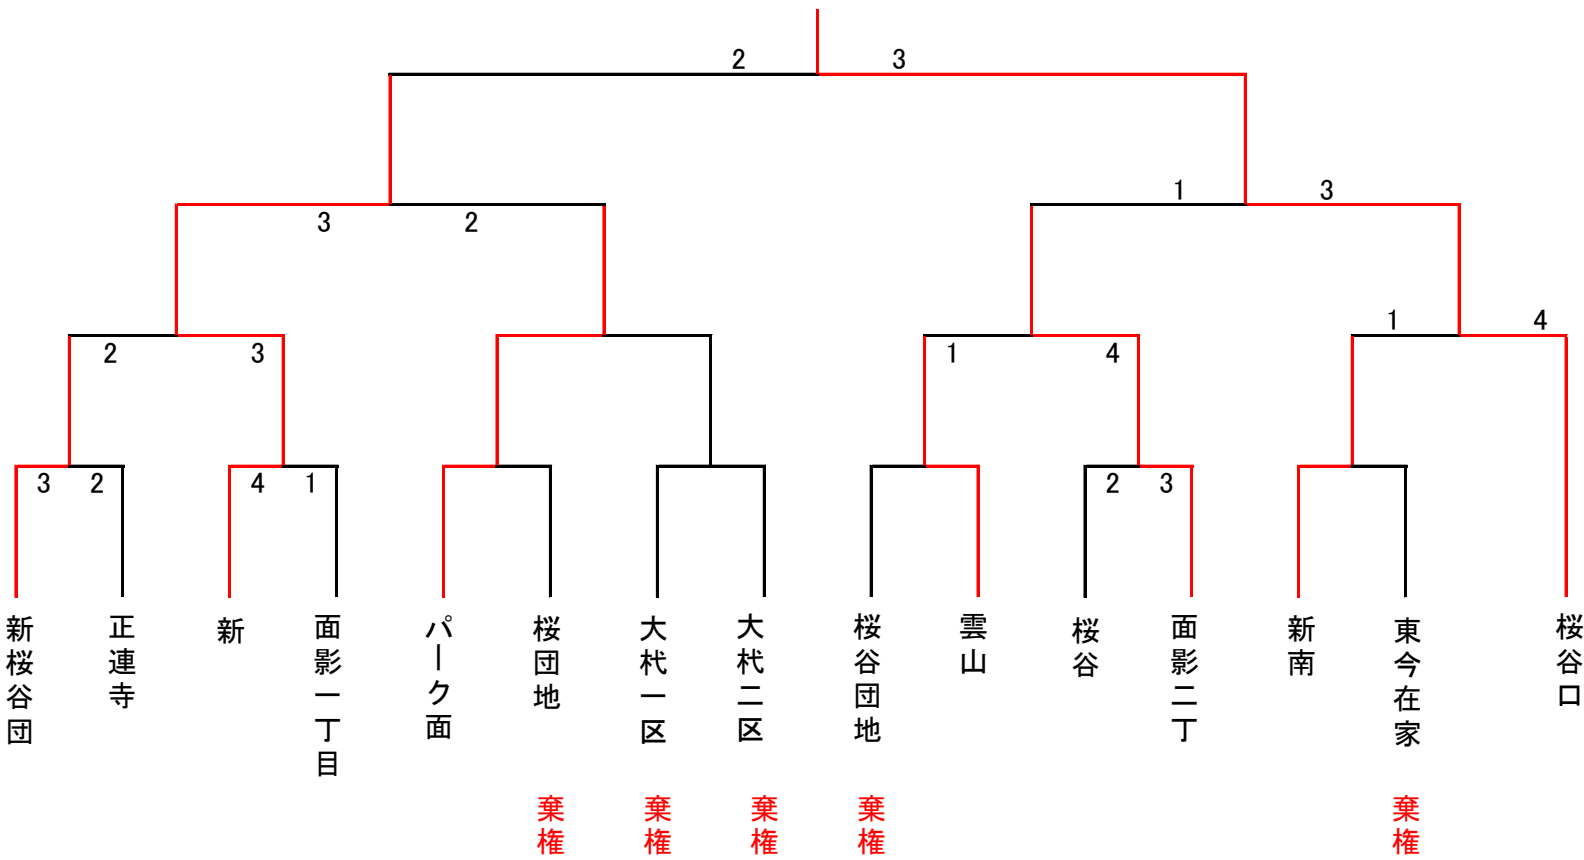 2 3
1 3
3 2
1 4
2 3 1 4
3 2 4 1 2 3
新桜谷団
正連寺
新
面影一丁目
パーク面
桜団地
大杙一区
大杙二区
桜谷団地
雲山
桜谷
面影二丁
新南
東今在家
桜谷口
棄権
棄権
棄権
棄権
棄権